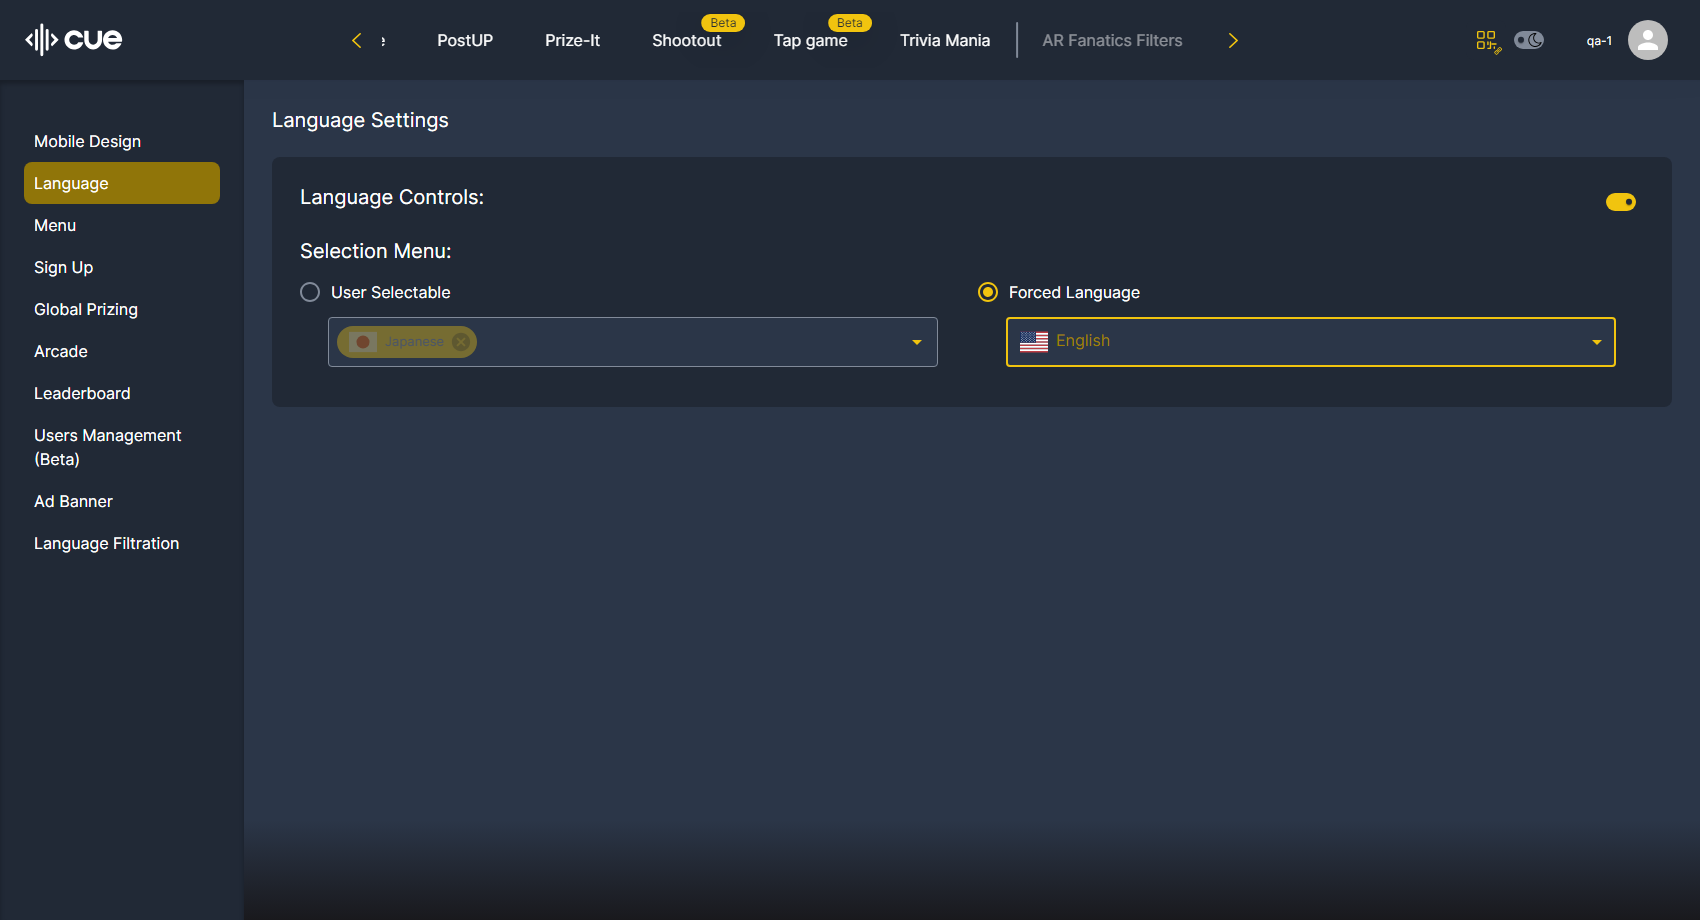 cue
PostUP
Prize-It
Shootout
Beta
Tap game
Beta
Trivia Mania
AR Fanatics Filters
qa-1
Mobile Design
Language
Menu
Sign Up
Global Prizing
Arcade
Leaderboard
Users Management
(Beta)
Ad Banner
Language Filtration
Language Settings
Language Controls:
Selection Menu:
User Selectable
Japanese
Forced Language
English